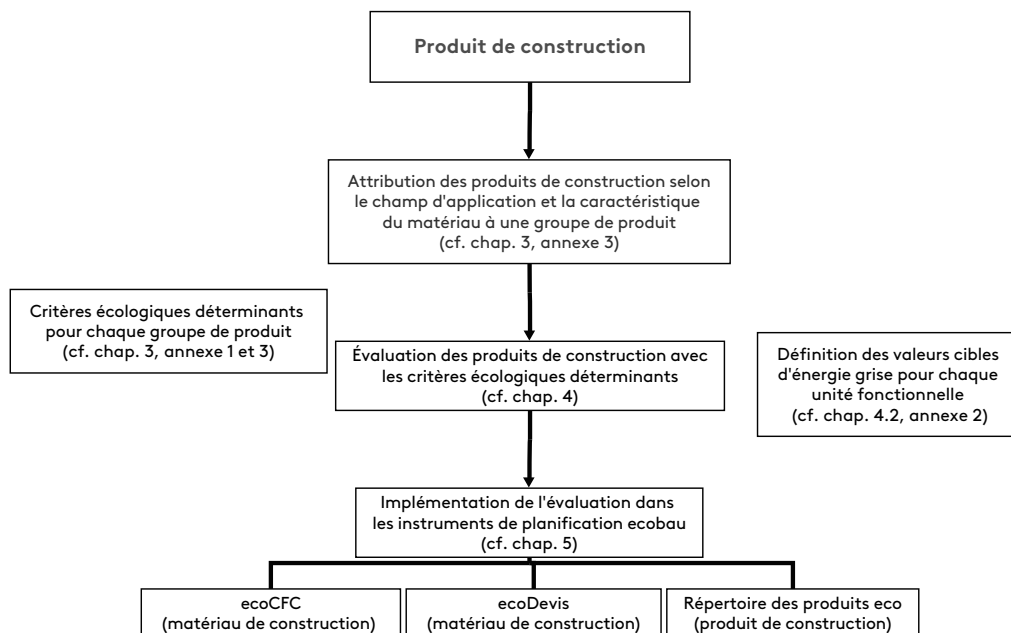 Produit de construction
Attribution des produits de construction selon
le champ d'application et la caractéristique
du matériau à une groupe de produit
(cf. chap. 3, annexe 3)
Critères écologiques déterminants
pour chaque groupe de produit
(cf. chap. 3, annexe 1 et 3)
Évaluation des produits de construction avec
les critères écologiques déterminants
(cf. chap. 4)
Définition des valeurs cibles
d'énergie grise pour chaque
unité fonctionnelle
(cf. chap. 4.2, annexe 2)
Implémentation de l'évaluation dans
les instruments de planification ecobau
(cf. chap. 5)
ecoCFC
(matériau de construction)
ecoDevis
(matériau de construction)
Répertoire des produits eco
(produit de construction)